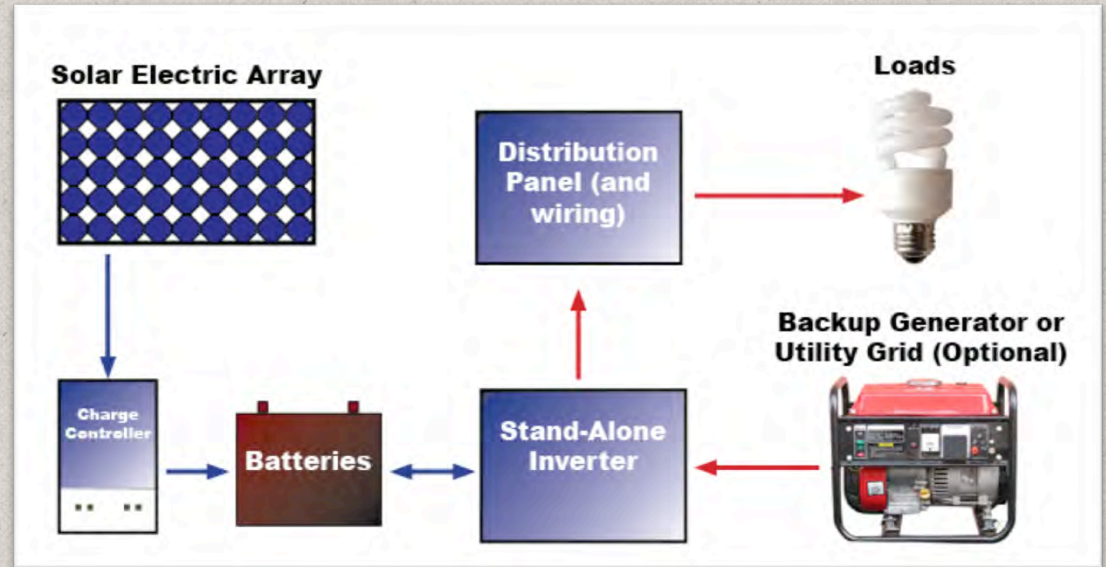 Solar Electric Array
Loads
Distribution
Panel (and
wiring)
Backup Generator or
Utility Grid (Optional)
Charge
Controller
Batteries
Stand-Alone
Inverter